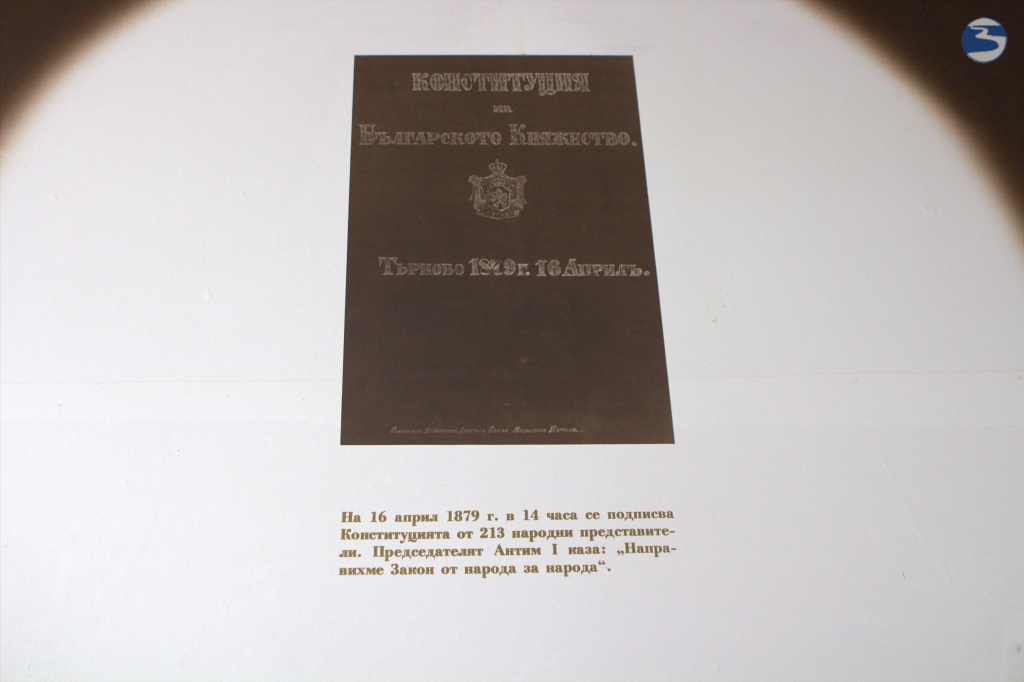 КОНСТИТУЦИЯ
на
Българското Княжество.
Търново 1879 г. 16 Априлъ.
На 16 април 1879 г. в 14 часа се подписва
Конституцията от 213 народни представите-
ли. Председателят Антим I каза: „Напра-
вихме Закон от народа за народа“.